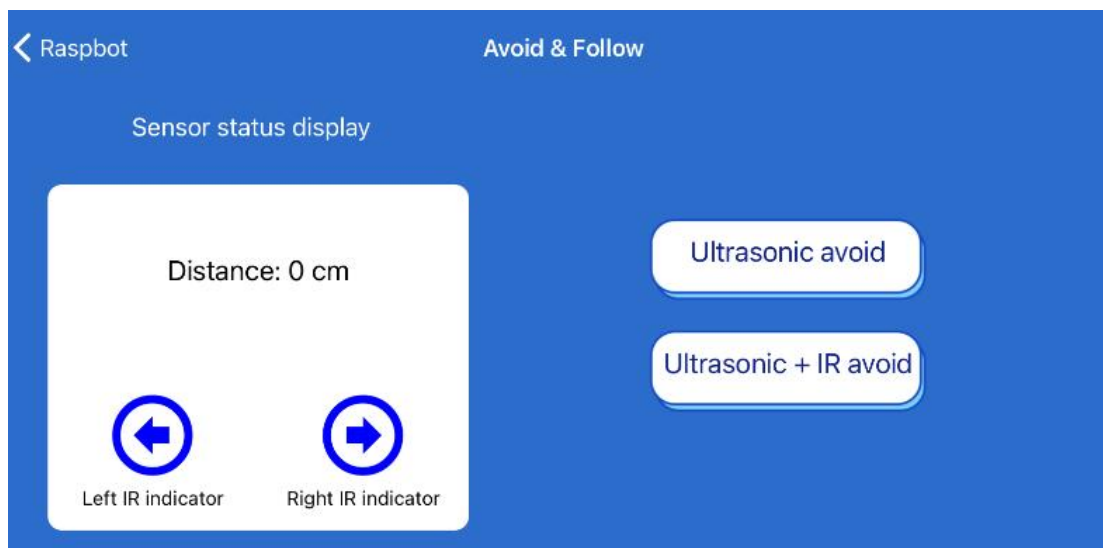 Raspbot
Avoid & Follow
Sensor status display
Distance: 0 cm
Left IR indicator
Right IR indicator
Ultrasonic avoid
Ultrasonic + IR avoid